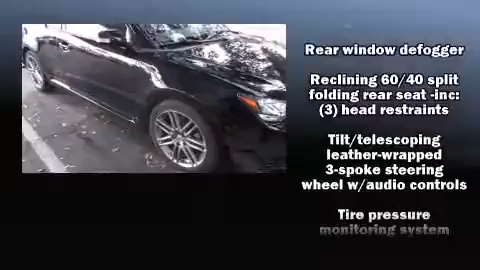 Rear window defogger
Reclining 60/40 split
folding rear seat -inc:
(3) head restraints
Tilt/telescoping
leather-wrapped
3-spoke steering
wheel w/audio controls
Tire pressure
monitoring system